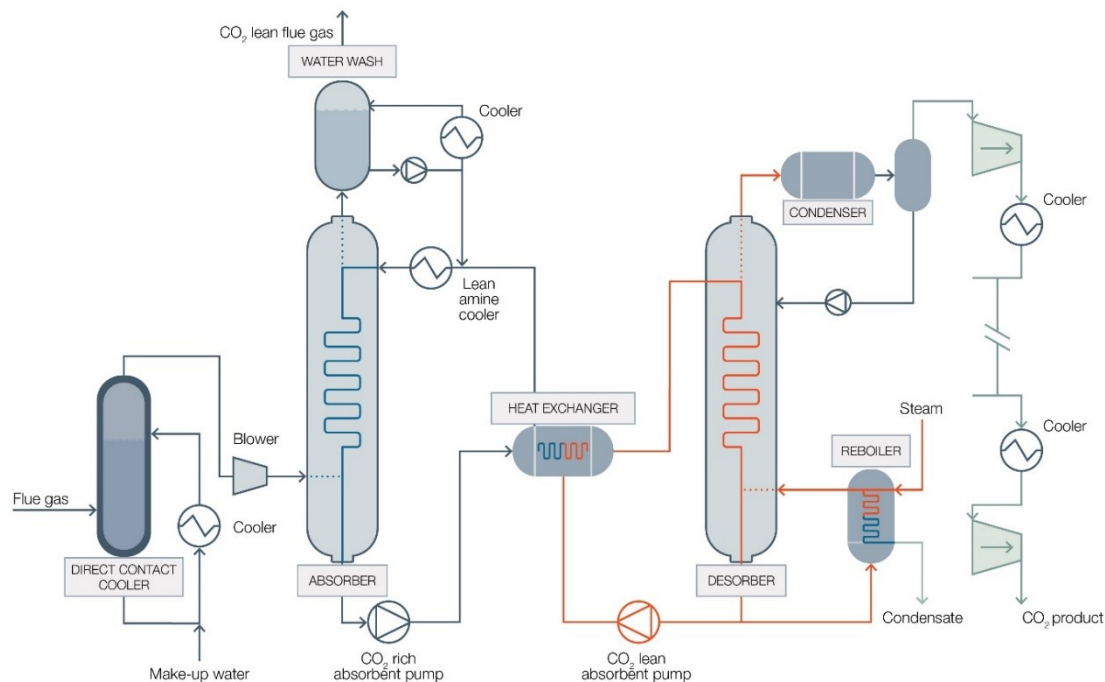 CO₂ lean flue gas
WATER WASH
Cooler
CONDENSER
Cooler
Lean
amine
cooler
HEAT EXCHANGER
Steam
Blower
REBOILER
Cooler
Flue gas
Cooler
DIRECT CONTACT
COOLER
ABSORBER
DESORBER
Condensate
CO₂ product
Make-up water
CO₂ rich
absorbent pump
CO₂ lean
absorbent pump